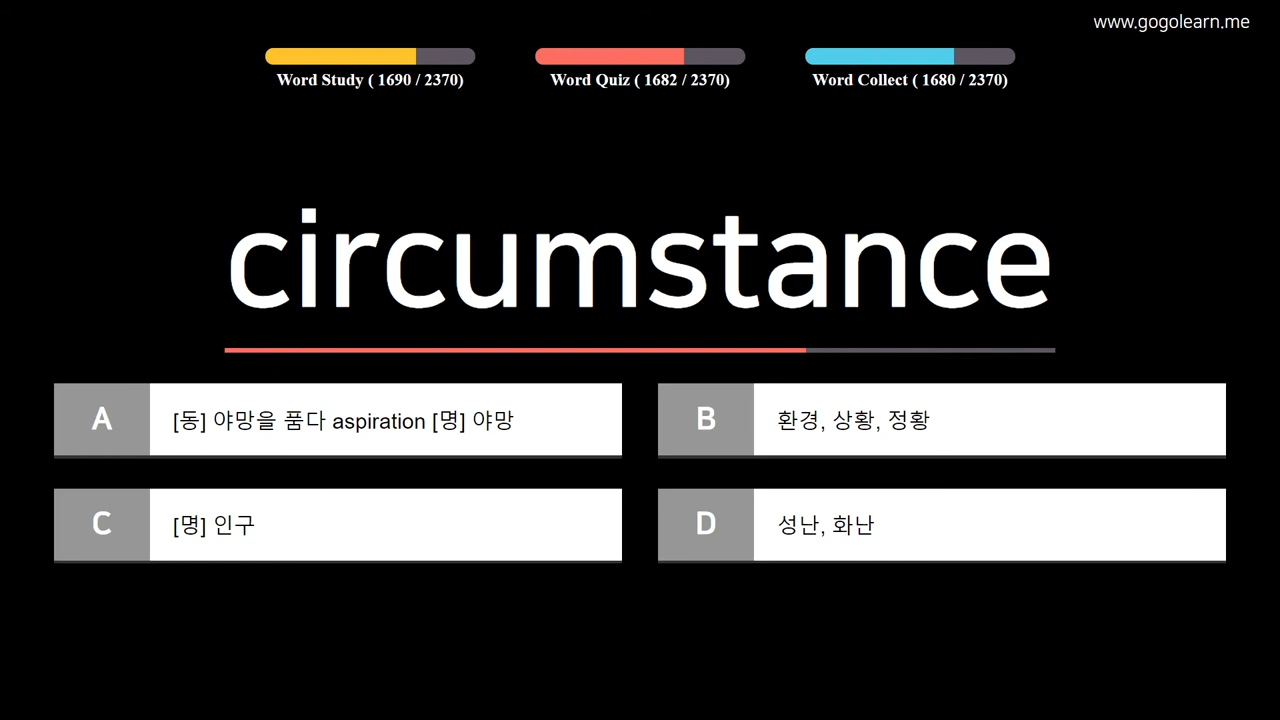 www.gogolearn.me
Word Study ( 1690 / 2370)
Word Quiz ( 1682 / 2370)
Word Collect ( 1680 / 2370)
circumstance
A [동] 야망을 품다 aspiration [명] 야망
B 환경, 상황, 정황
C [명] 인구
D 성난, 화난